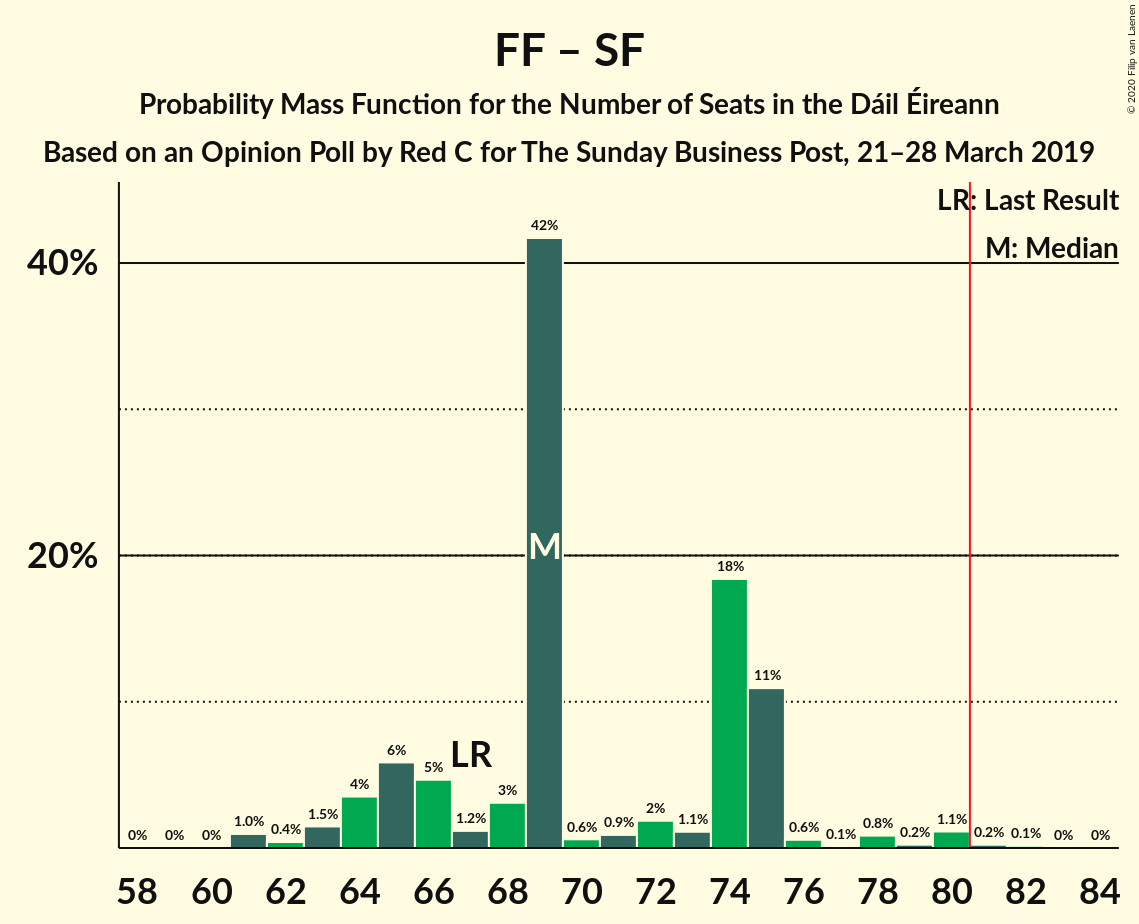 FF – SF
Probability Mass Function for the Number of Seats in the Dáil Éireann
Based on an Opinion Poll by Red C for The Sunday Business Post, 21–28 March 2019
© 2020 Filip van Laenen
LR: Last Result
M: Median
40%
20%
0% 0% 0% 1.0% 0.4% 1.5% 4% 6% 5% 1.2% 3% 42% 0.6% 0.9% 2% 1.1% 18% 11% 0.6% 0.1% 0.8% 0.2% 1.1% 0.2% 0.1% 0% 0%
LR
M
58 60 62 64 66 68 70 72 74 76 78 80 82 84